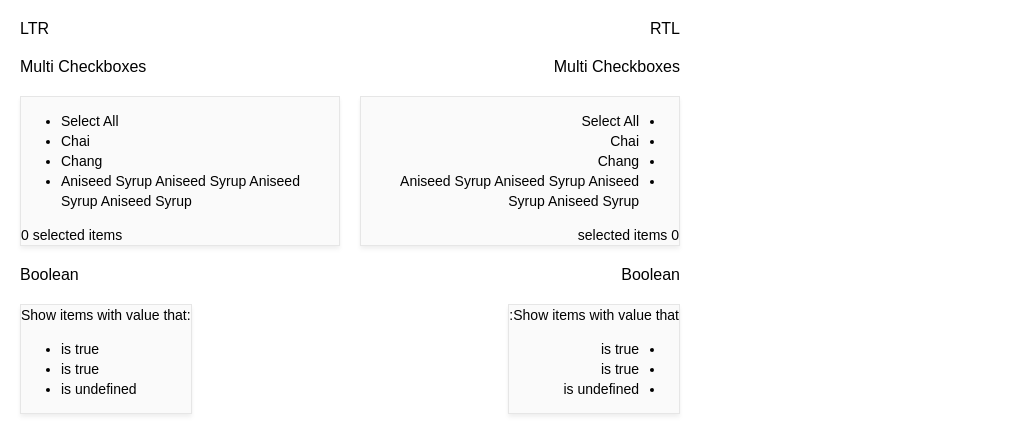 LTR
Multi Checkboxes
• Select All
• Chai
• Chang
• Aniseed Syrup Aniseed Syrup Aniseed
Syrup Aniseed Syrup
0 selected items
Boolean
Show items with value that:
• is true
• is true
• is undefined
RTL
Multi Checkboxes
Select All •
Chai •
Chang •
Aniseed Syrup Aniseed Syrup Aniseed •
Syrup Aniseed Syrup
selected items 0
Boolean
:Show items with value that
is true •
is true •
is undefined •